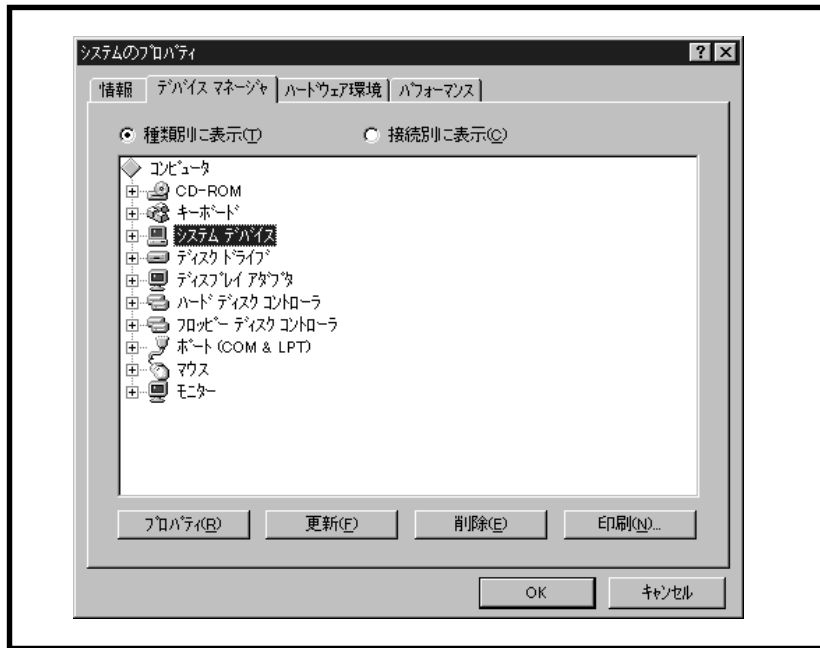 ｼｽﾃﾑのﾌﾟﾛﾊﾟﾃｨ
情報 ﾃﾞﾊﾞｲｽ ﾏﾈｰｼﾞｬ ﾊｰﾄﾞｳｪｱ環境 ﾊﾟﾌｫｰﾏﾝｽ
種類別に表示(T) 接続別に表示(C)
ｺﾝﾋﾟｭｰﾀ
CD-ROM
ｷｰﾎﾞｰﾄﾞ
ｼｽﾃﾑ ﾃﾞﾊﾞｲｽ
ﾃﾞｨｽｸ ﾄﾞﾗｲﾌﾞ
ﾃﾞｨｽﾌﾟﾚｲ ｱﾀﾞﾌﾟﾀ
ﾊｰﾄﾞ ﾃﾞｨｽｸ ｺﾝﾄﾛｰﾗ
ﾌﾛｯﾋﾟｰ ﾃﾞｨｽｸ ｺﾝﾄﾛｰﾗ
ﾎﾟｰﾄ (COM & LPT)
ﾏｳｽ
ﾓﾆﾀｰ
ﾌﾟﾛﾊﾟﾃｨ(R) 更新(F) 削除(E) 印刷(N)...
OK ｷｬﾝｾﾙ